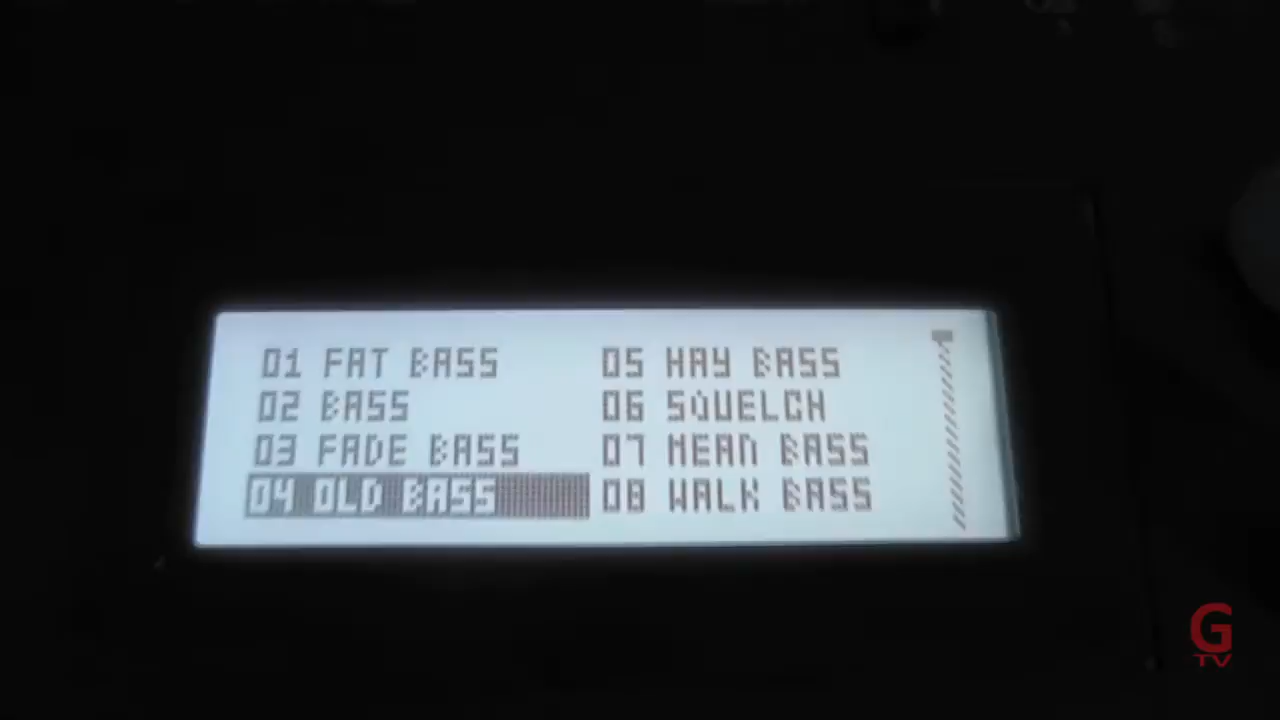 01 FAT BASS
02 BASS
03 FADE BASS
04 OLD BASS
05 HAY BASS
06 SQUELCH
07 MEAN BASS
08 WALK BASS
G
TV